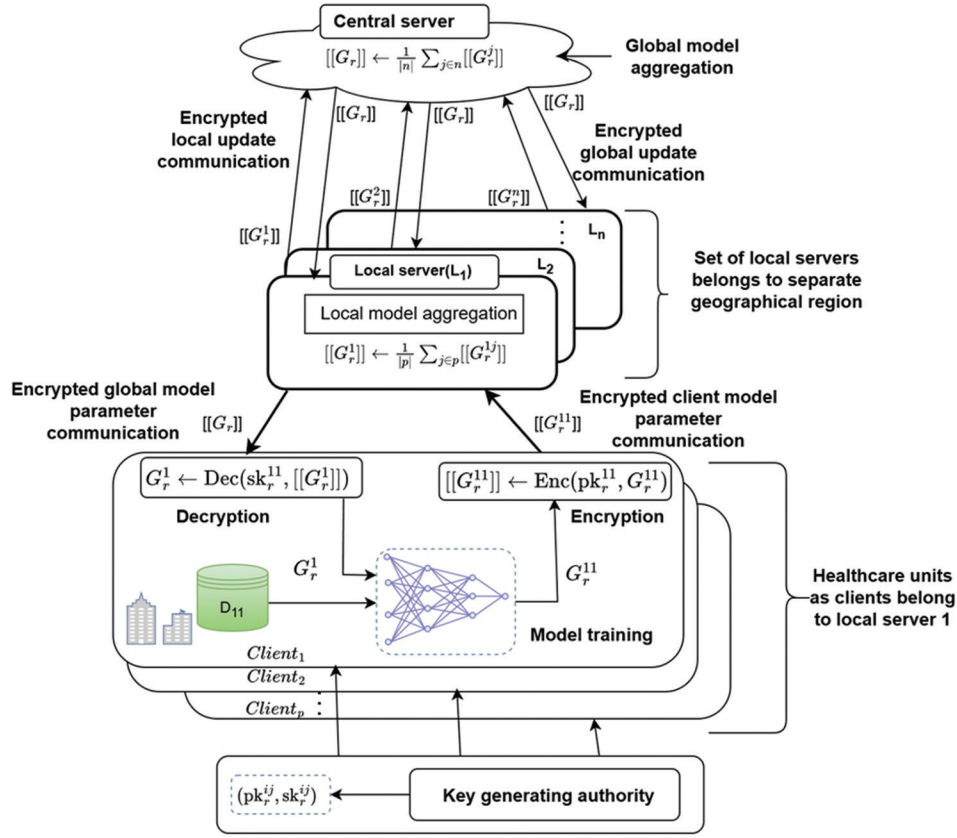 Central server
[[G_r]] ← 1/|n| ∑_{j∈n}[[G_r^j]]
Global model
aggregation
Encrypted
local update
communication
[[G_r]]
[[G_r]]
[[G_r]]
Encrypted
global update
communication
[[G_r^1]]
[[G_r^2]]
[[G_r^n]]
L_n
L_2
Local server(L_1)
Local model aggregation
[[G_r^1]] ← 1/|p| ∑_{j∈p}[[G_r^{1j}]]
Set of local servers
belongs to separate
geographical region
Encrypted global model
parameter
communication
[[G_r]]
[[G_r^{11}]]
Encrypted client model
parameter
communication
G_r^1 ← Dec(sk_r^{11}, [[G_r^1]])
Decryption
[[G_r^{11}]] ← Enc(pk_r^{11}, G_r^{11})
Encryption
G_r^1
G_r^{11}
D_11
Model training
Client_1
Client_2
Client_p
Healthcare units
as clients belong
to local server 1
(pk_r^{ij}, sk_r^{ij})
Key generating authority